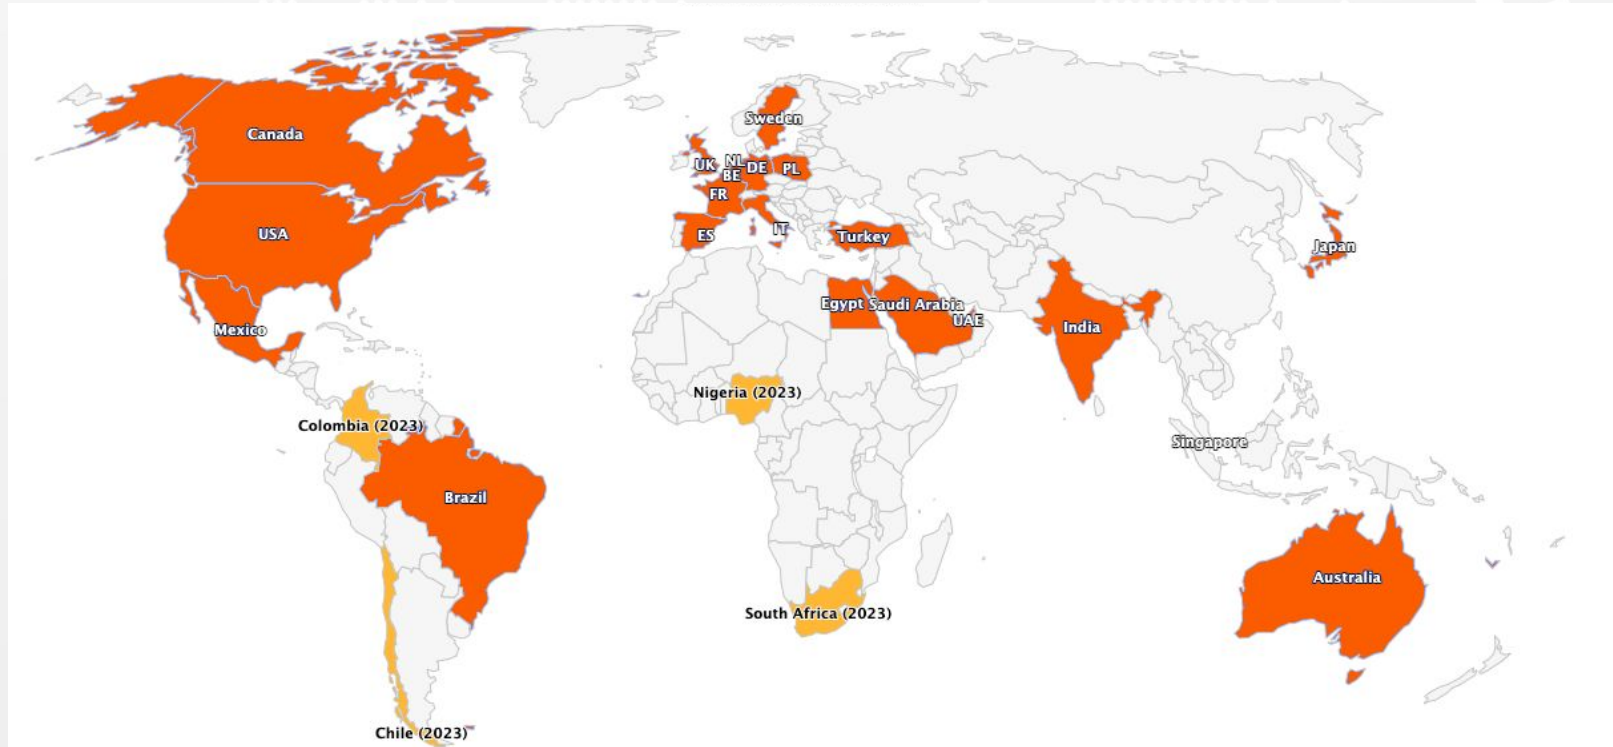 Canada
USA
Mexico
Colombia (2023)
Brazil
Chile (2023)
Sweden
UK
NL
BE
DE
PL
FR
ES
IT
Turkey
Egypt
Saudi Arabia
UAE
Nigeria (2023)
South Africa (2023)
India
Japan
Singapore
Australia